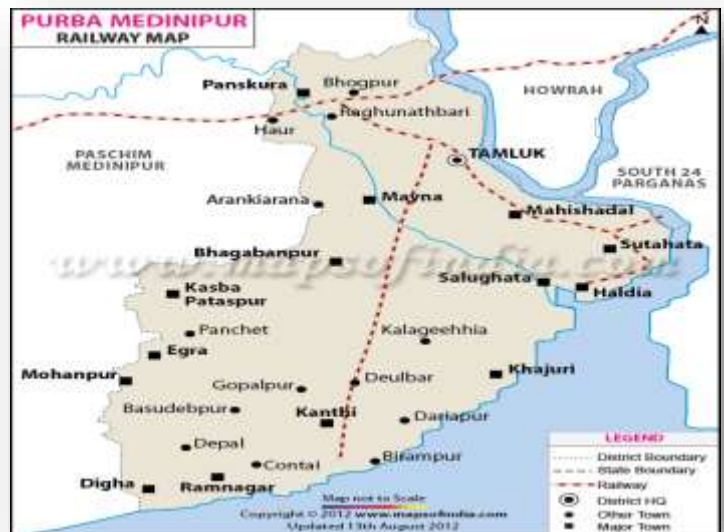 PURBA MEDINIPUR
RAILWAY MAP
N
Panskura
Bhogpur
HOWRAH
Raghunathbari
Haur
PASCHIM
MEDINIPUR
TAMLUK
SOUTH 24
PARGANAS
Arankiarana
Mayna
Mahishadal
Sutahata
www.mapsofindia.com
Bhagabanpur
Salughata
Haldia
Kasba
Pataspur
Panchet
Kalageehhia
Egra
Mohanpur
Khajuri
Gopalpur
Deulbar
Basudebpur
Kanthi
Dariapur
Depal
Contai
Birampur
Digha
Ramnagar
LEGEND
District Boundary
State Boundary
Railway
District HQ
Other Town
Major Town
Map not to Scale
Copyright © 2012 www.mapsofindia.com
Updated 13th August 2012